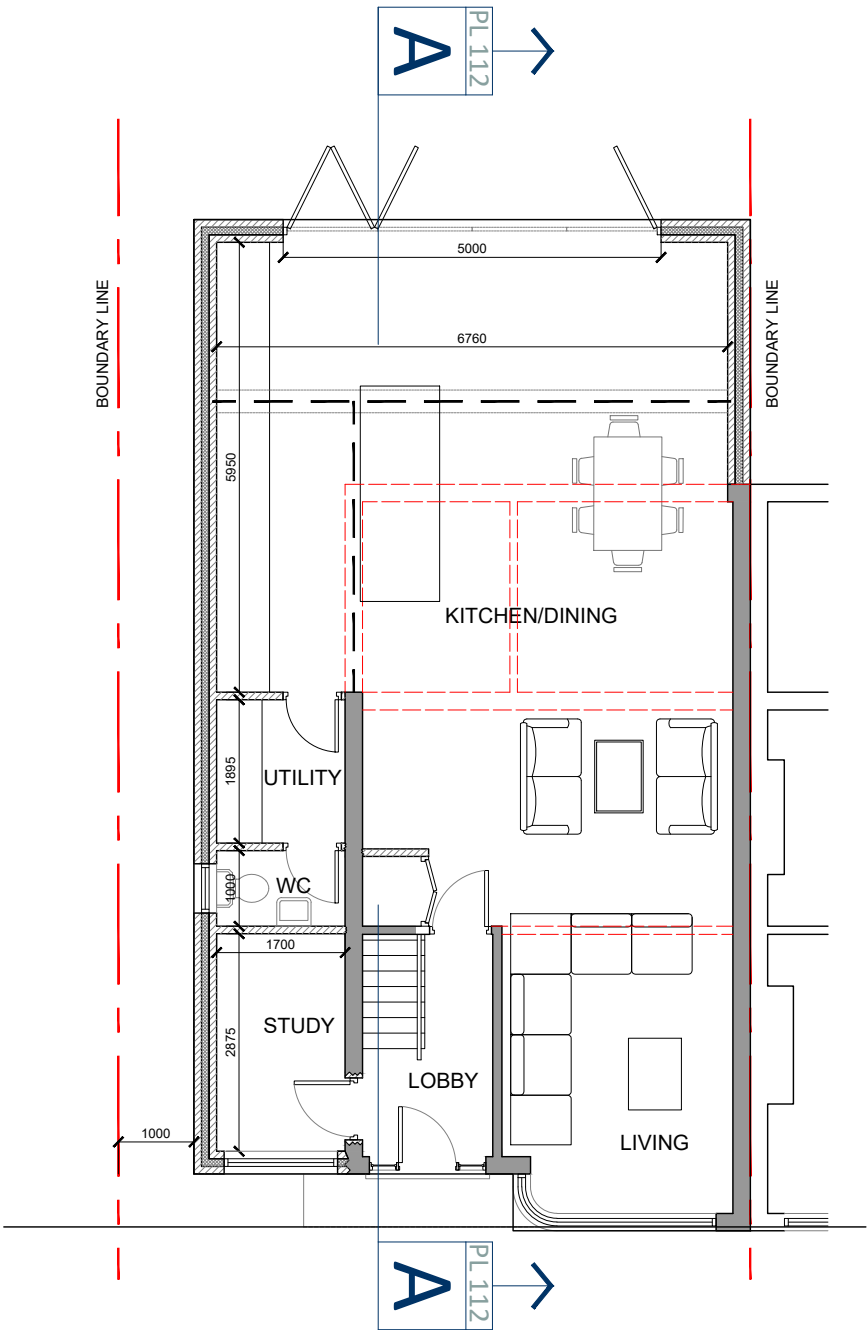 PL 112
A
5000
BOUNDARY LINE
BOUNDARY LINE
6760
5950
KITCHEN/DINING
UTILITY
1895
WC
1000
1700
STUDY
2875
LOBBY
1000
LIVING
PL 112
A